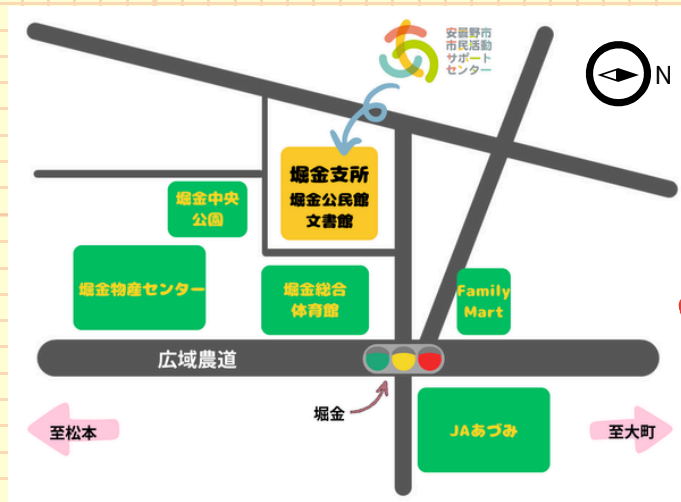 安曇野市
市民活動
サポート
センター
N
堀金支所
堀金公民館
文書館
堀金中央
公園
堀金物産センター
堀金総合
体育館
Family
Mart
広域農道
堀金
JAあづみ
至松本
至大町